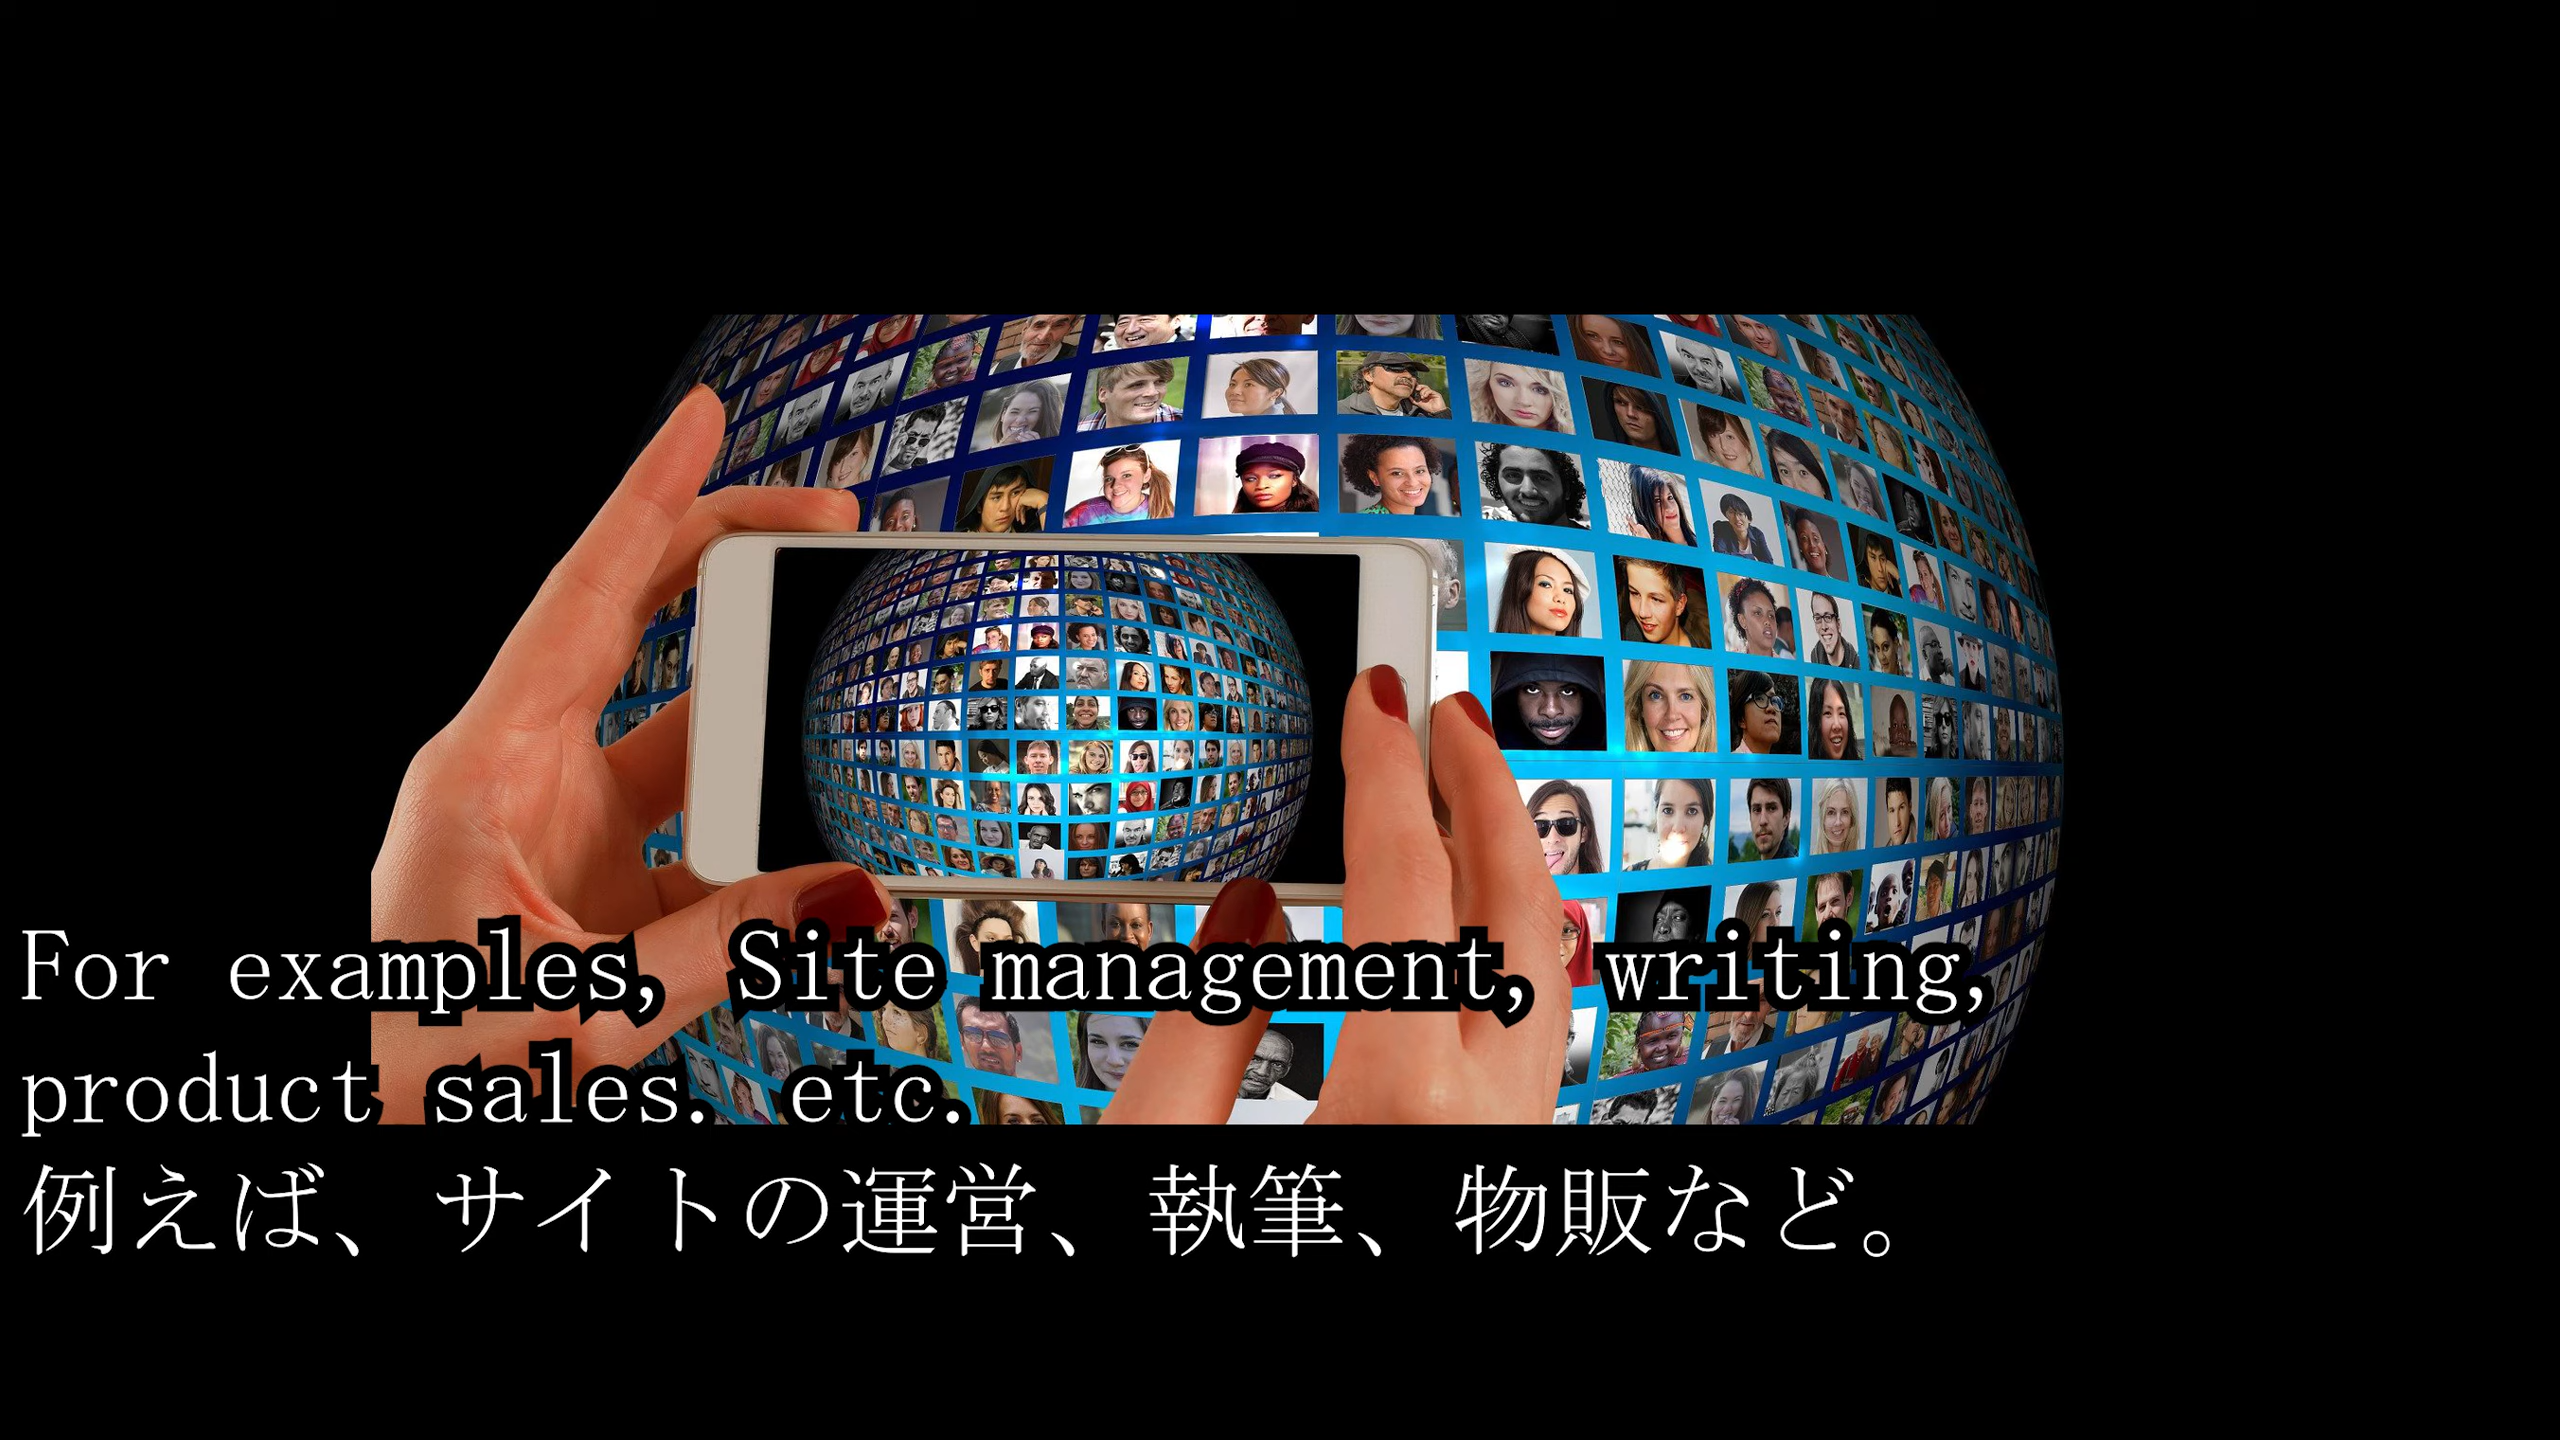 For examples, Site management, writing,
product sales. etc.
例えば、サイトの運営、執筆、物販など。